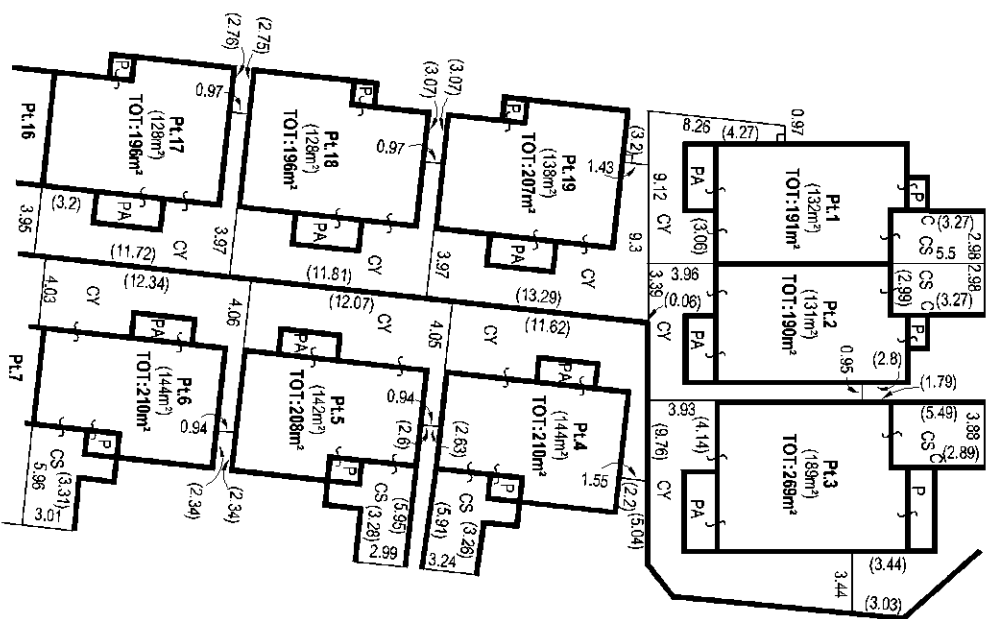 (2.76)
(2.75)
P
Pt.17
(128m²)
TOT:196m²
0.97
Pt.16
3.95
(3.2)
PA
CY
(11.72)
(12.34)
3.97
P
Pt.18
(128m²)
TOT:196m²
0.97
(3.07)
(3.07)
PA
CY
(11.81)
(12.07)
3.97
P
Pt.19
(138m²)
TOT:207m²
(3.2)
1.43
PA
CY
(13.29)
(11.62)
9.12
CY
9.3
3.39
(0.06)
8.26
(4.27)
0.97
PA
(3.06)
Pt.1
(132m²)
TOT:191m²
P
C
(3.27)
CS
5.5
2.98
2.98
3.96
CY
PA
Pt.2
(131m²)
TOT:190m²
(2.99)
CS
C
(3.27)
P
0.95
(2.8)
(1.79)
3.93
(4.14)
(9.76)
CY
PA
Pt.3
(189m²)
TOT:269m²
(5.49)
CS
C
3.88
(2.89)
P
(3.44)
3.44
(3.03)
4.03
CY
PA
Pt.6
(144m²)
TOT:210m²
P
0.94
4.06
Pt.7
CS
(3.31)
5.96
3.01
(2.34)
(2.34)
CY
PA
Pt.5
(142m²)
TOT:208m²
P
0.94
4.05
(2.6)
(2.63)
CS
(5.95)
(3.28)
2.99
CY
PA
Pt.4
(144m²)
TOT:210m²
P
1.55
(2.2)
(5.04)
CS
(3.26)
(5.91)
3.24